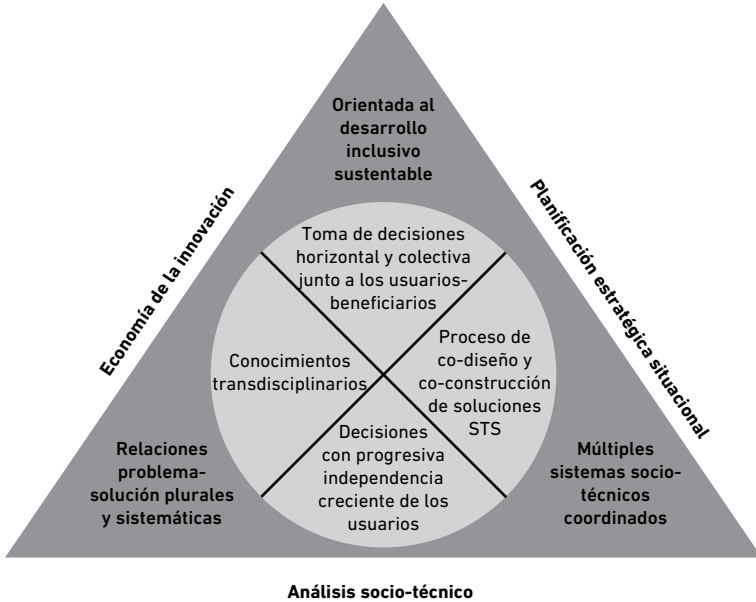 Orientada al
desarrollo
inclusivo
sustentable
Economía de la innovación
Planificación estratégica situacional
Toma de decisiones
horizontal y colectiva
junto a los usuarios-
beneficiarios
Conocimientos
transdisciplinarios
Proceso de
co-diseño y
co-construcción
de soluciones
STS
Decisiones
con progresiva
independencia
creciente de los
usuarios
Relaciones
problema-
solución plurales
y sistemáticas
Múltiples
sistemas socio-
técnicos
coordinados
Análisis socio-técnico